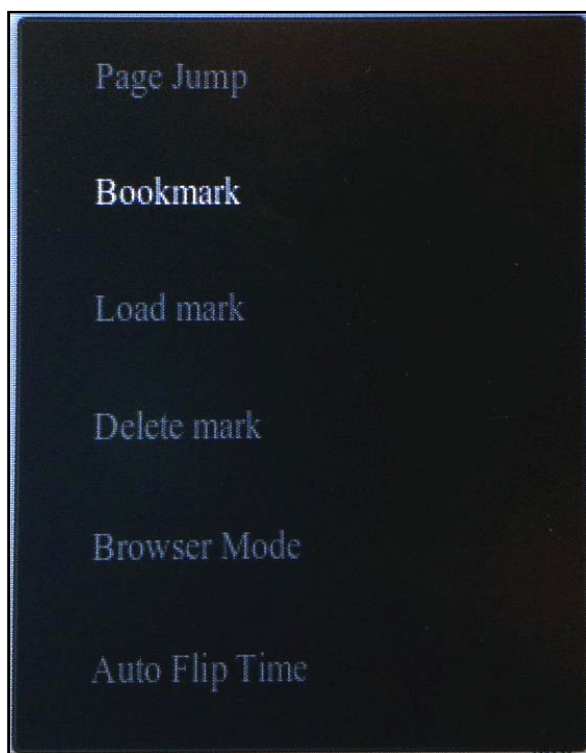 Page Jump
Bookmark
Load mark
Delete mark
Browser Mode
Auto Flip Time